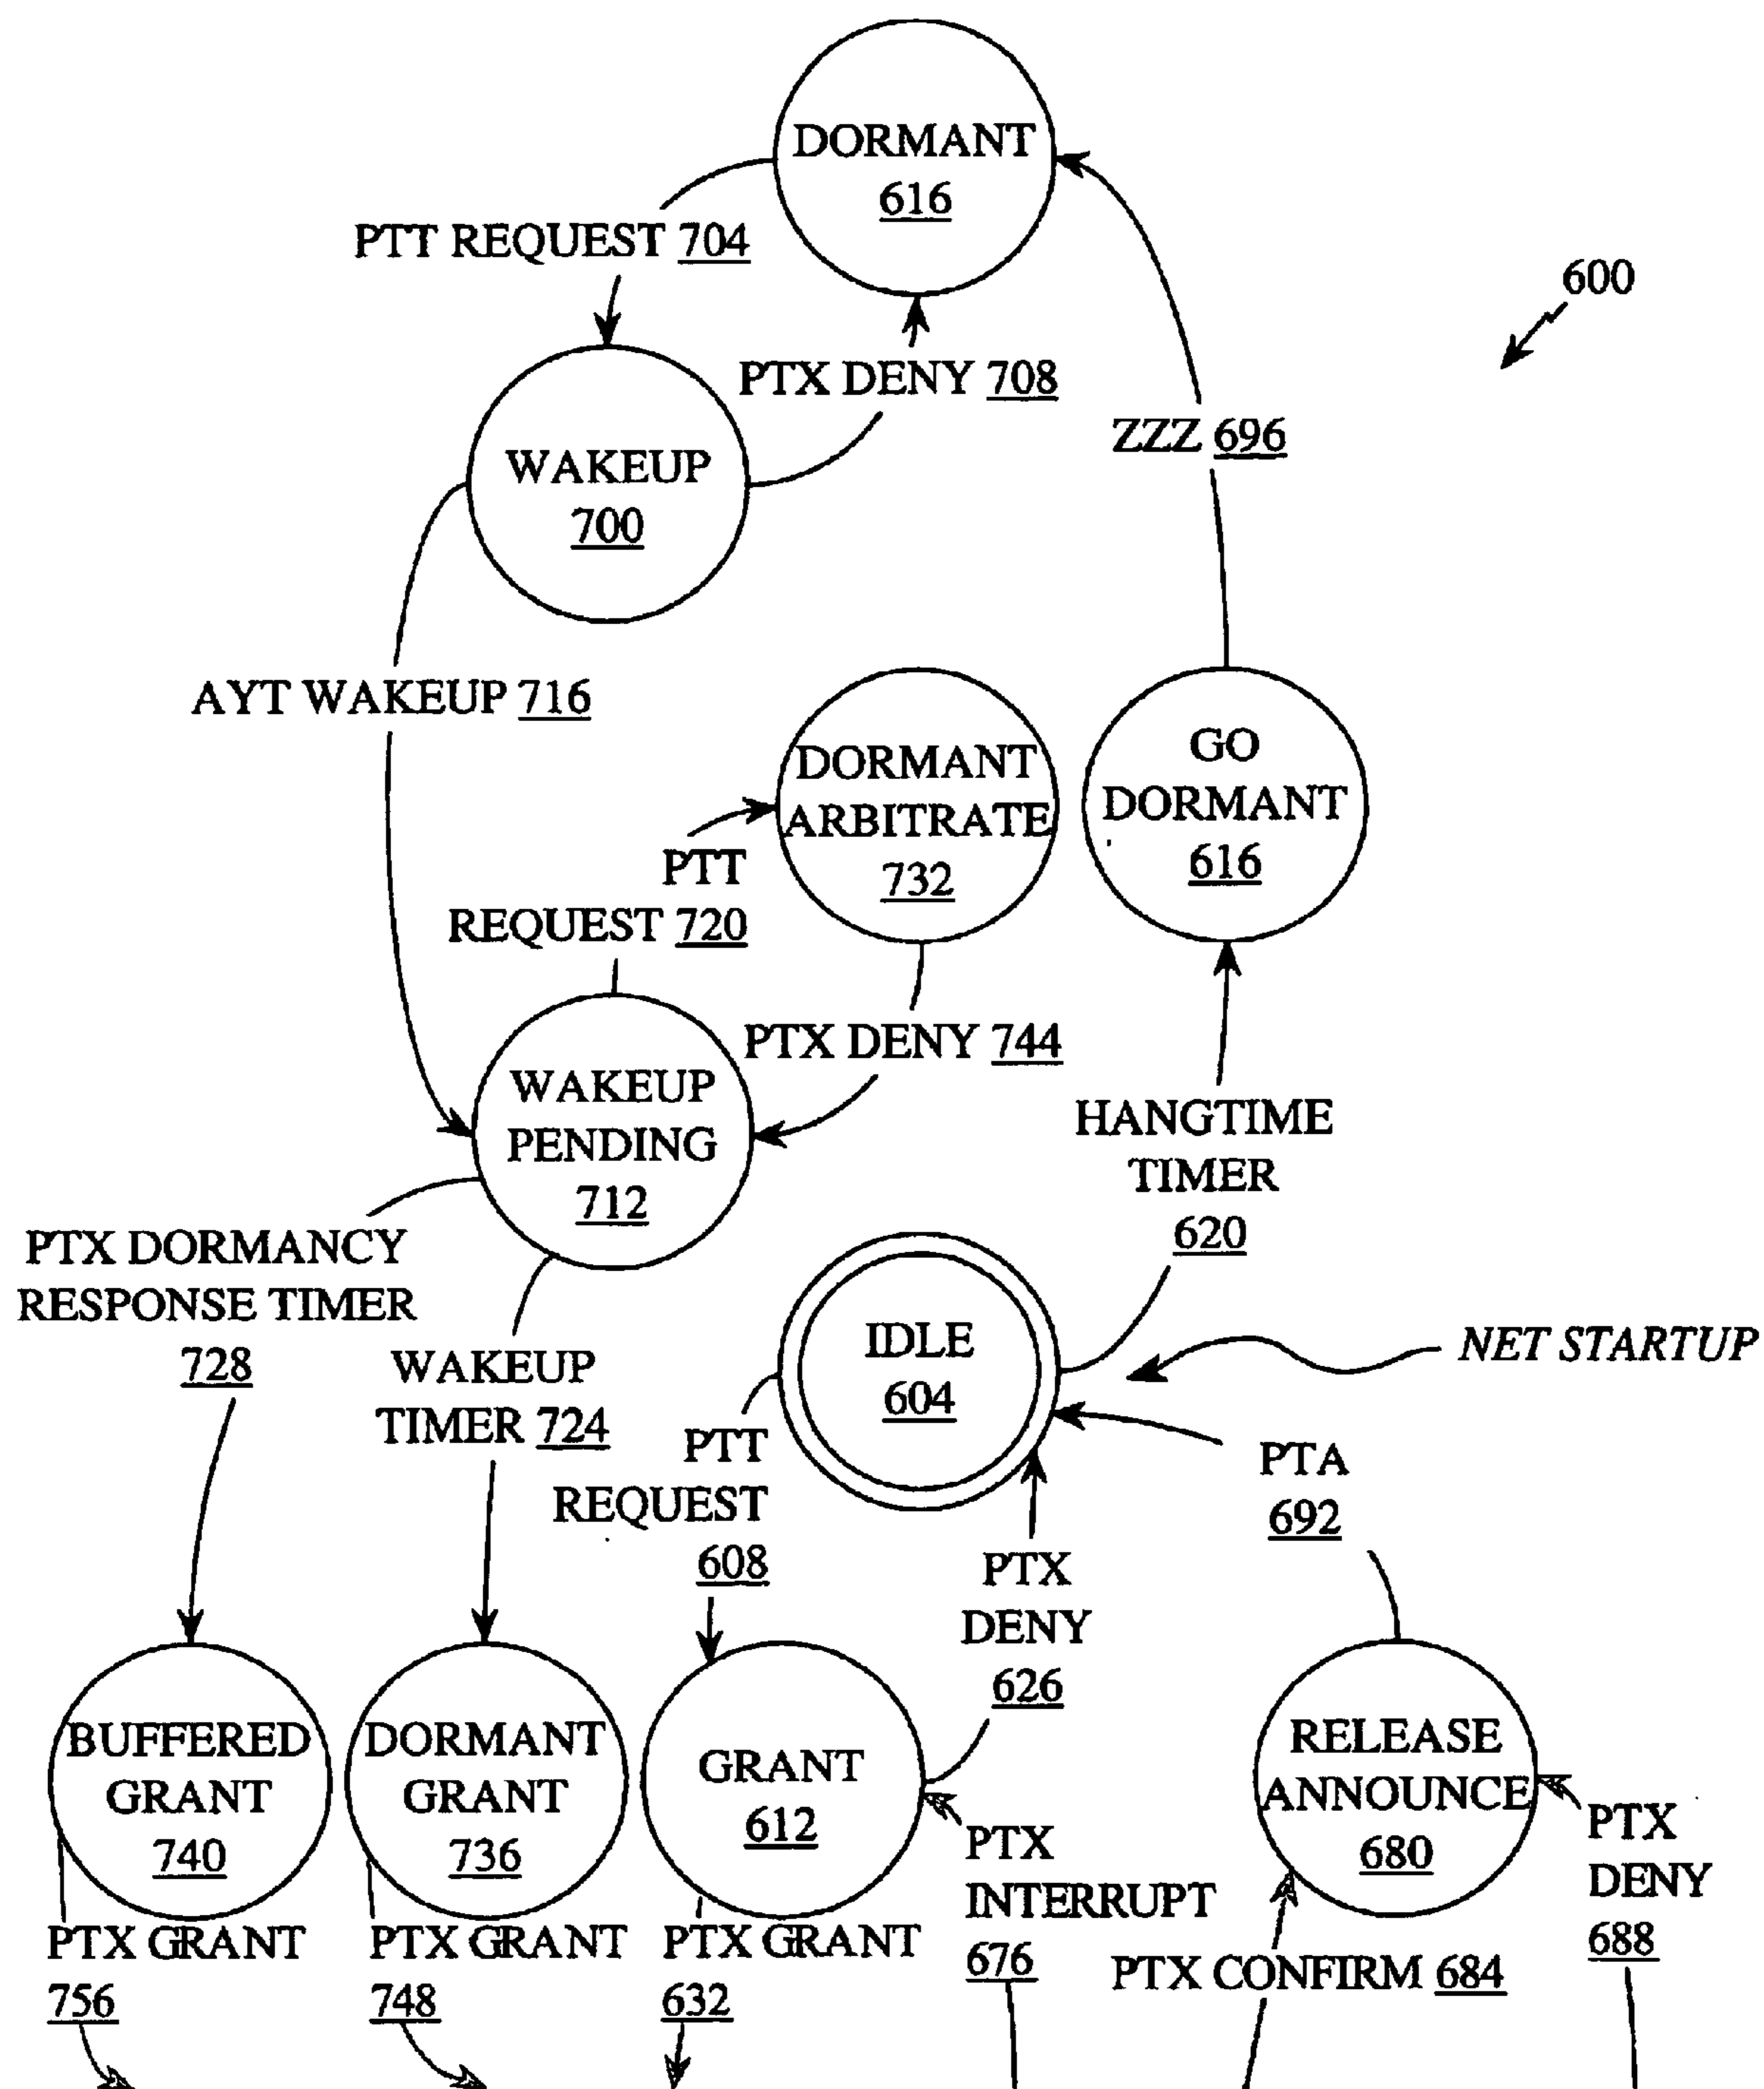 DORMANT
616
PTT REQUEST 704
600
PTX DENY 708
ZZZ 696
WAKEUP
700
AYT WAKEUP 716
DORMANT
ARBITRATE
732
GO
DORMANT
616
PTT
REQUEST 720
PTX DENY 744
WAKEUP
PENDING
712
HANGTIME
TIMER
620
PTX DORMANCY
RESPONSE TIMER
728
WAKEUP
TIMER 724
IDLE
604
NET STARTUP
PTT
REQUEST
608
PTA
692
PTX
DENY
626
BUFFERED
GRANT
740
DORMANT
GRANT
736
GRANT
612
RELEASE
ANNOUNCE
680
PTX
INTERRUPT
676
PTX
DENY
688
PTX GRANT
756
PTX GRANT
748
PTX GRANT
632
PTX CONFIRM 684